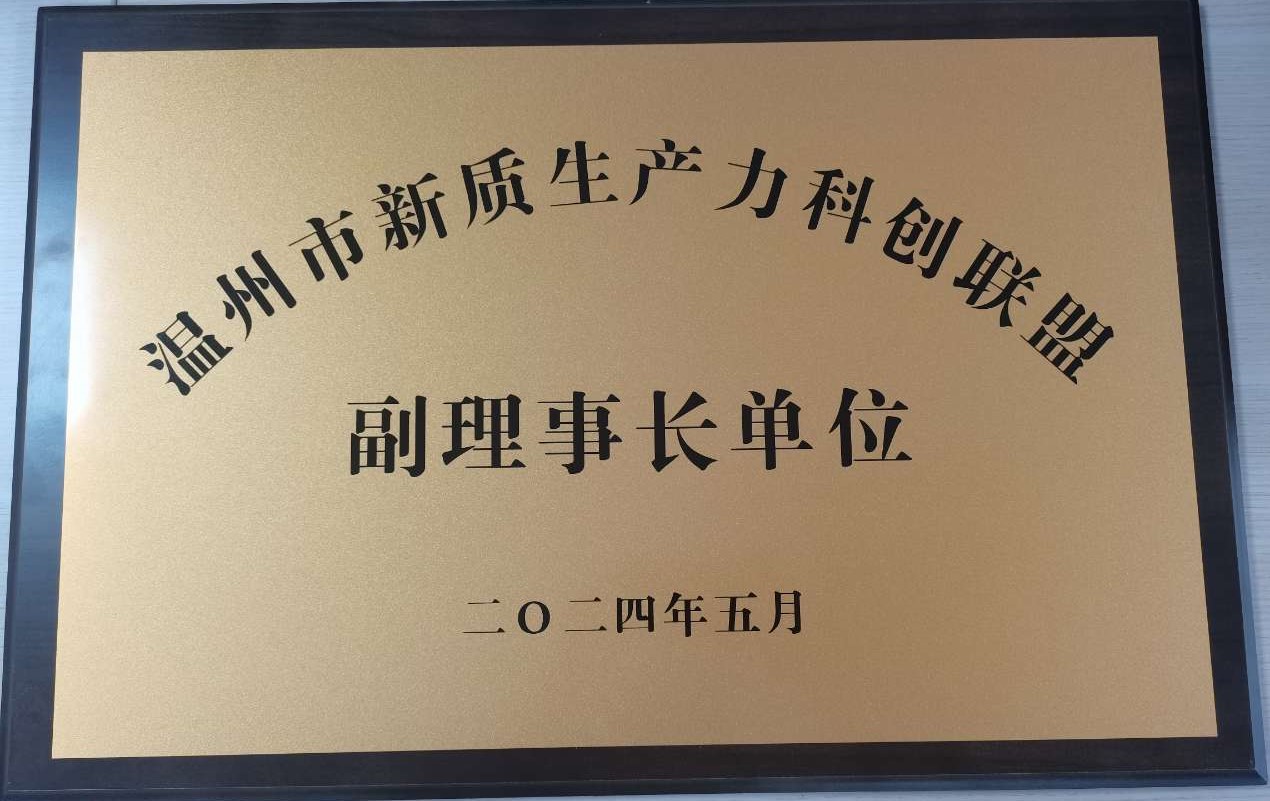 温州市新质生产力科创联盟
副理事长单位
二〇二四年五月